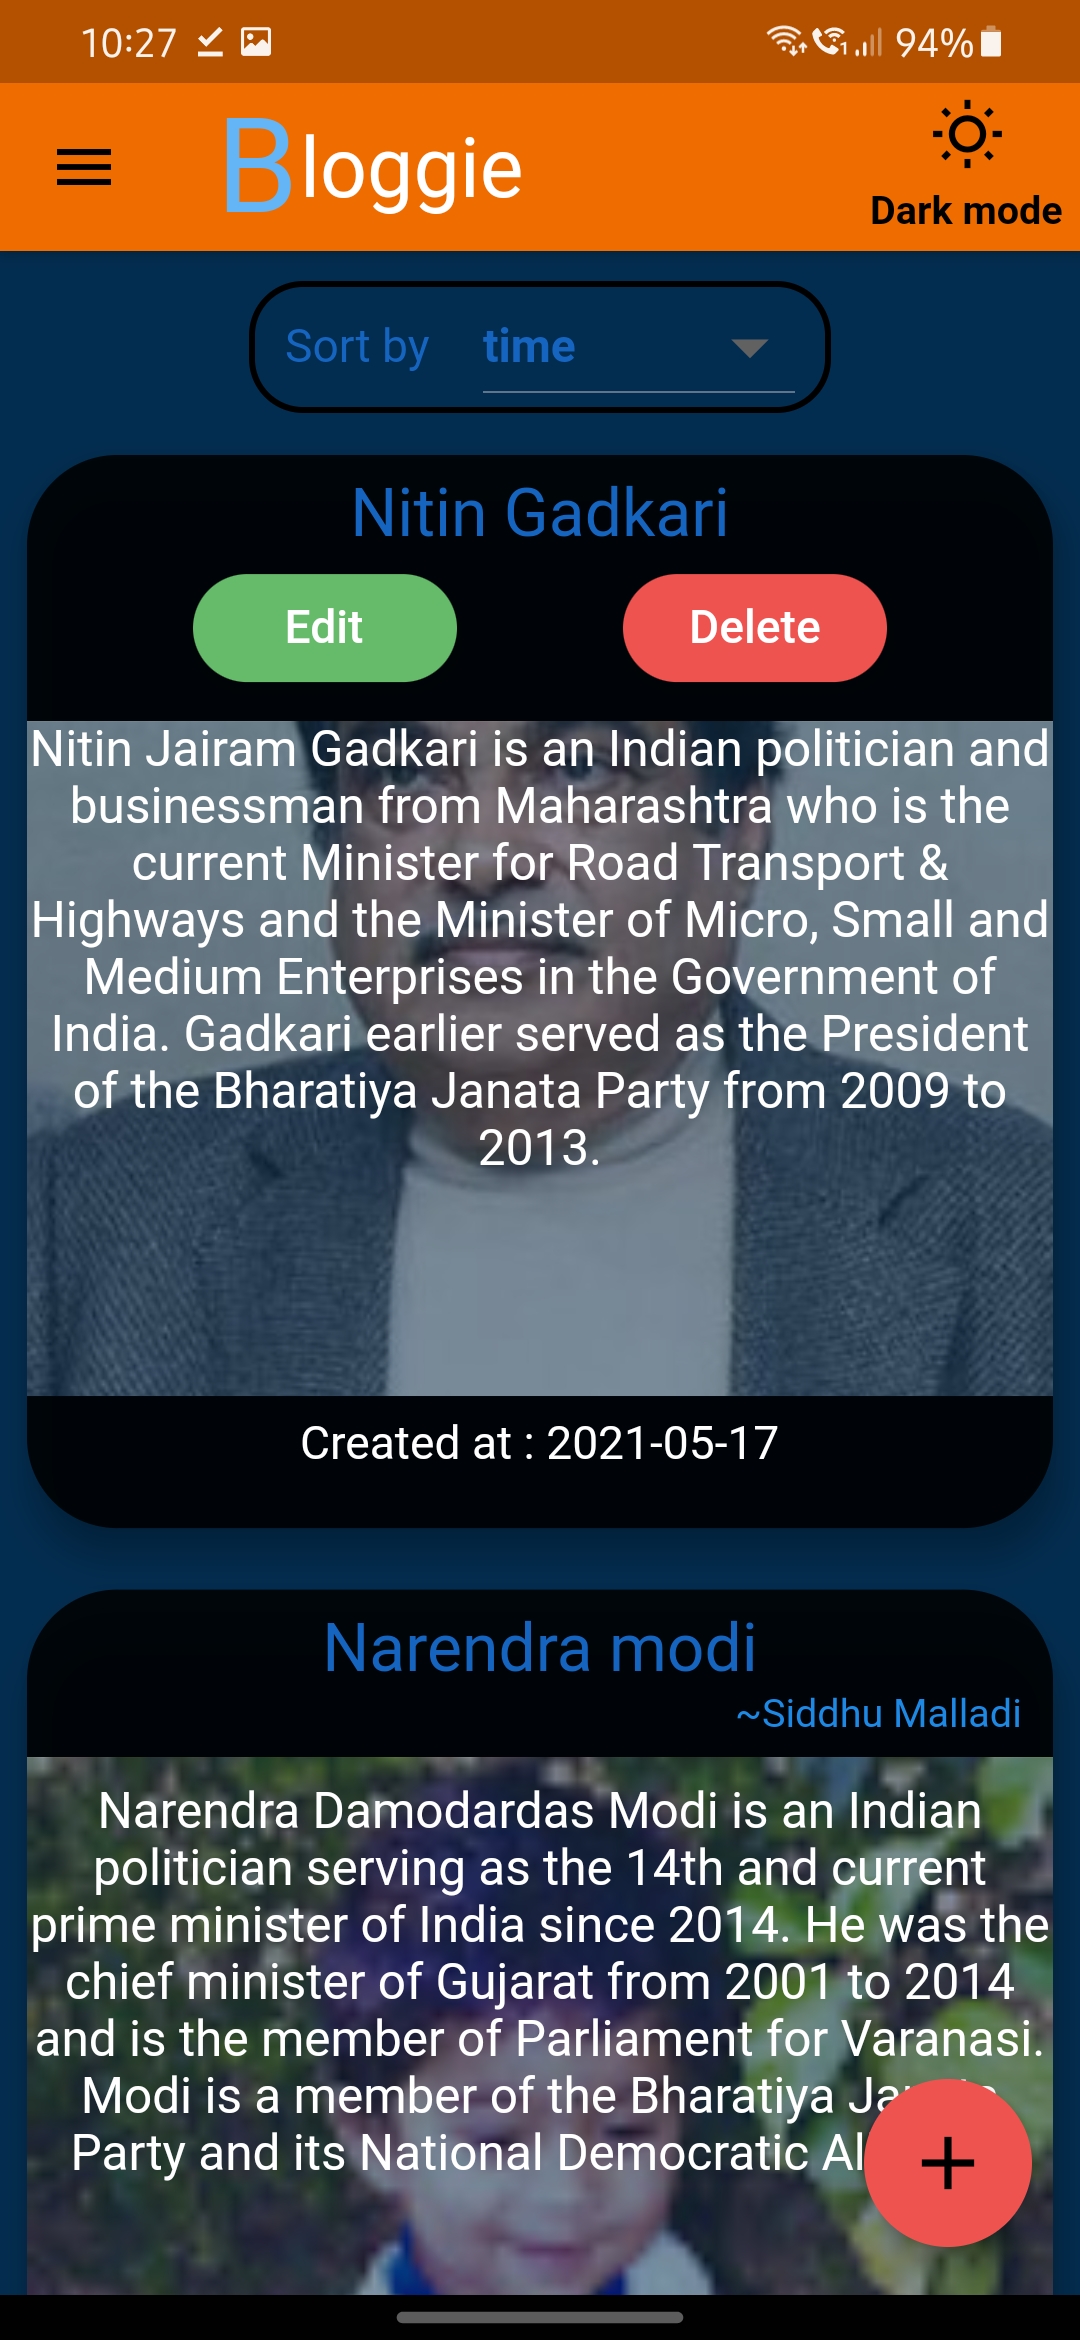 10:27
94%
Bloggie
Dark mode
Sort by time
Nitin Gadkari
Edit Delete
Nitin Jairam Gadkari is an Indian politician and
businessman from Maharashtra who is the
current Minister for Road Transport &
Highways and the Minister of Micro, Small and
Medium Enterprises in the Government of
India. Gadkari earlier served as the President
of the Bharatiya Janata Party from 2009 to
2013.
Created at : 2021-05-17
Narendra modi
~Siddhu Malladi
Narendra Damodardas Modi is an Indian
politician serving as the 14th and current
prime minister of India since 2014. He was the
chief minister of Gujarat from 2001 to 2014
and is the member of Parliament for Varanasi.
Modi is a member of the Bharatiya
Party and its National Democratic